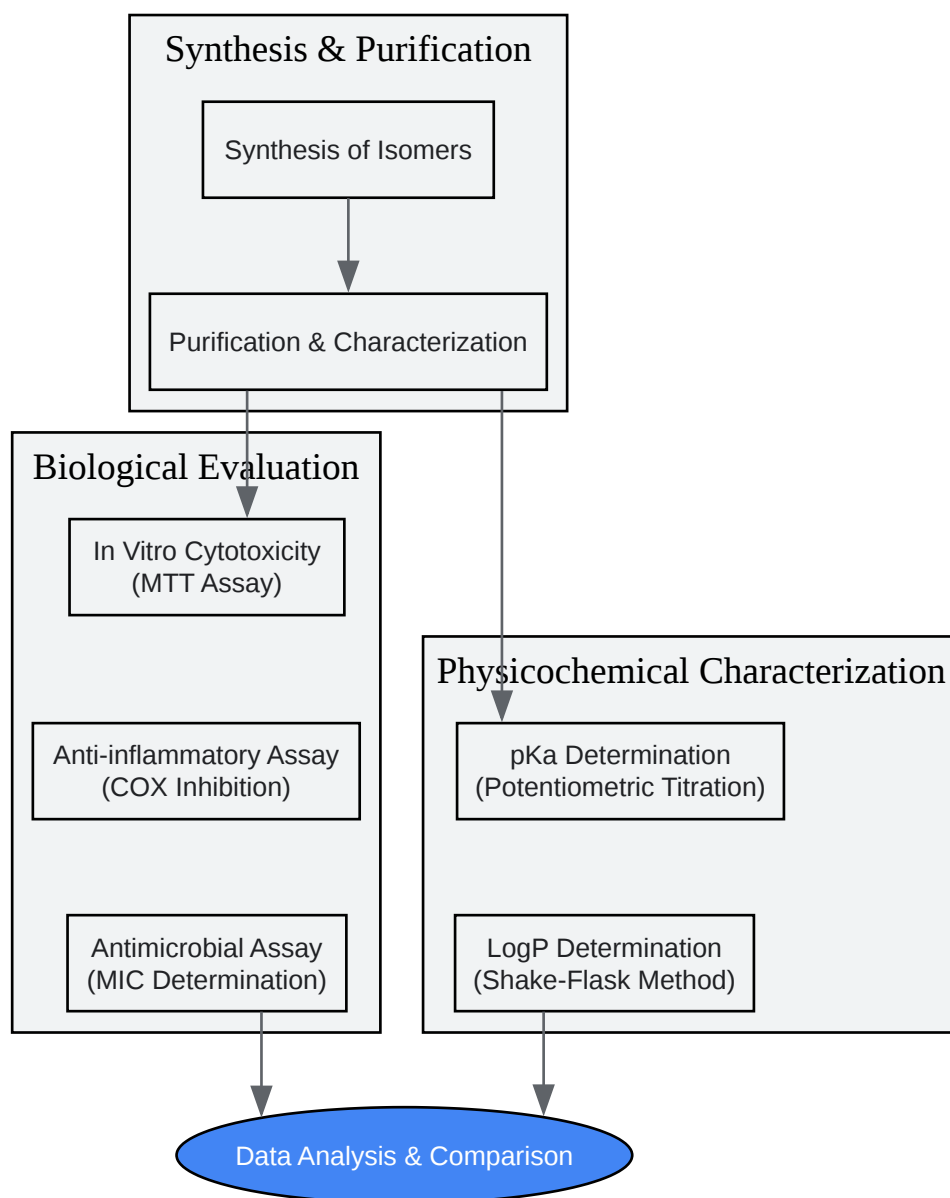 Synthesis & Purification
Synthesis of Isomers
Purification & Characterization
Biological Evaluation
In Vitro Cytotoxicity
(MTT Assay)
Anti-inflammatory Assay
(COX Inhibition)
Antimicrobial Assay
(MIC Determination)
Physicochemical Characterization
pKa Determination
(Potentiometric Titration)
LogP Determination
(Shake-Flask Method)
Data Analysis & Comparison